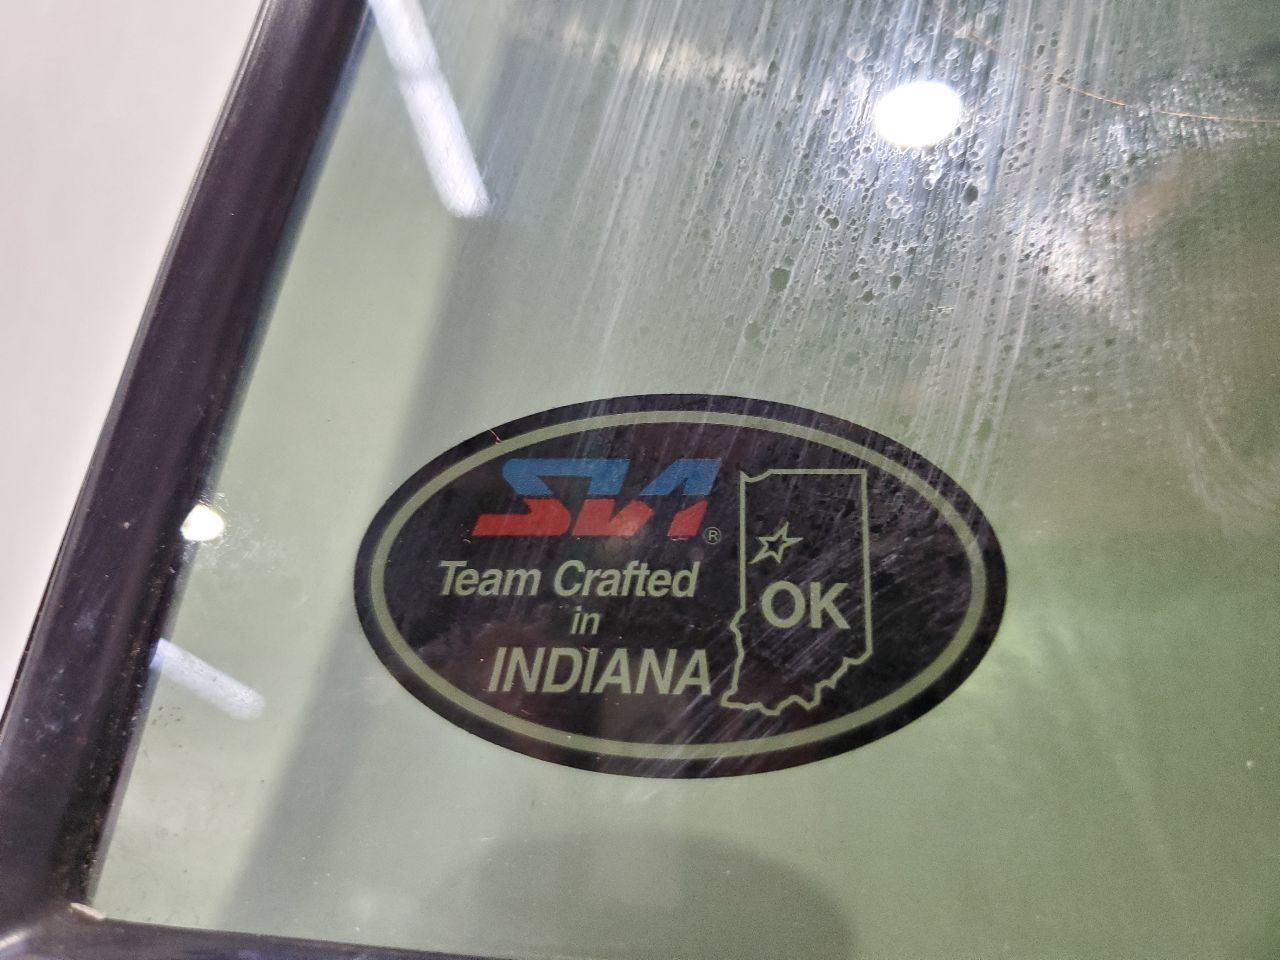 SIA ®
Team Crafted
in
INDIANA
OK